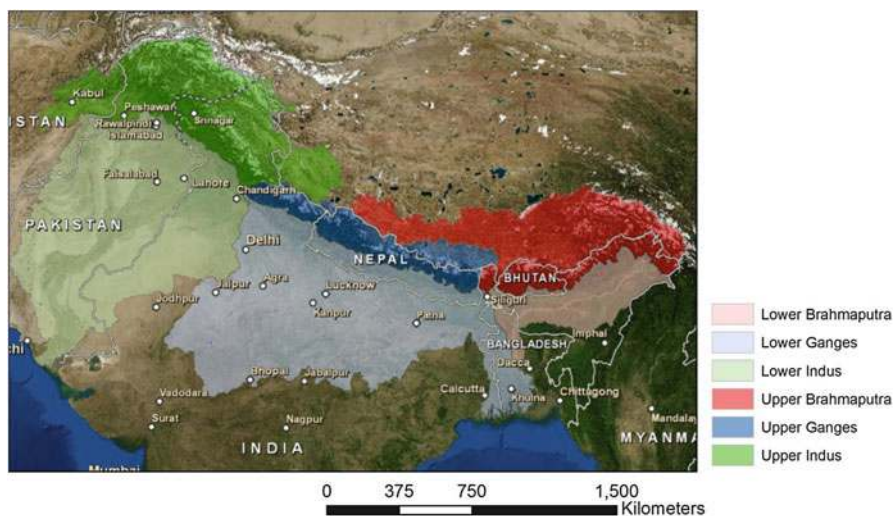 Kabul
Peshawar
ISTAN
Rawalpindi
Srinagar
Islamabad
Faisalabad
Lahore
Chandigarh
PAKISTAN
Delhi
NEPAL
BHUTAN
Agra
Lucknow
Siliguri
Jaipur
Jodhpur
Kanpur
Patna
Imphal
BANGLADESH
hi
Dacca
Bhopal
Jabalpur
Calcutta
Khulna
Chittagong
Vadodara
Mandalay
Surat
Nagpur
INDIA
MYANMA
Mumbai
Lower Brahmaputra
Lower Ganges
Lower Indus
Upper Brahmaputra
Upper Ganges
Upper Indus
0 375 750 1,500
Kilometers